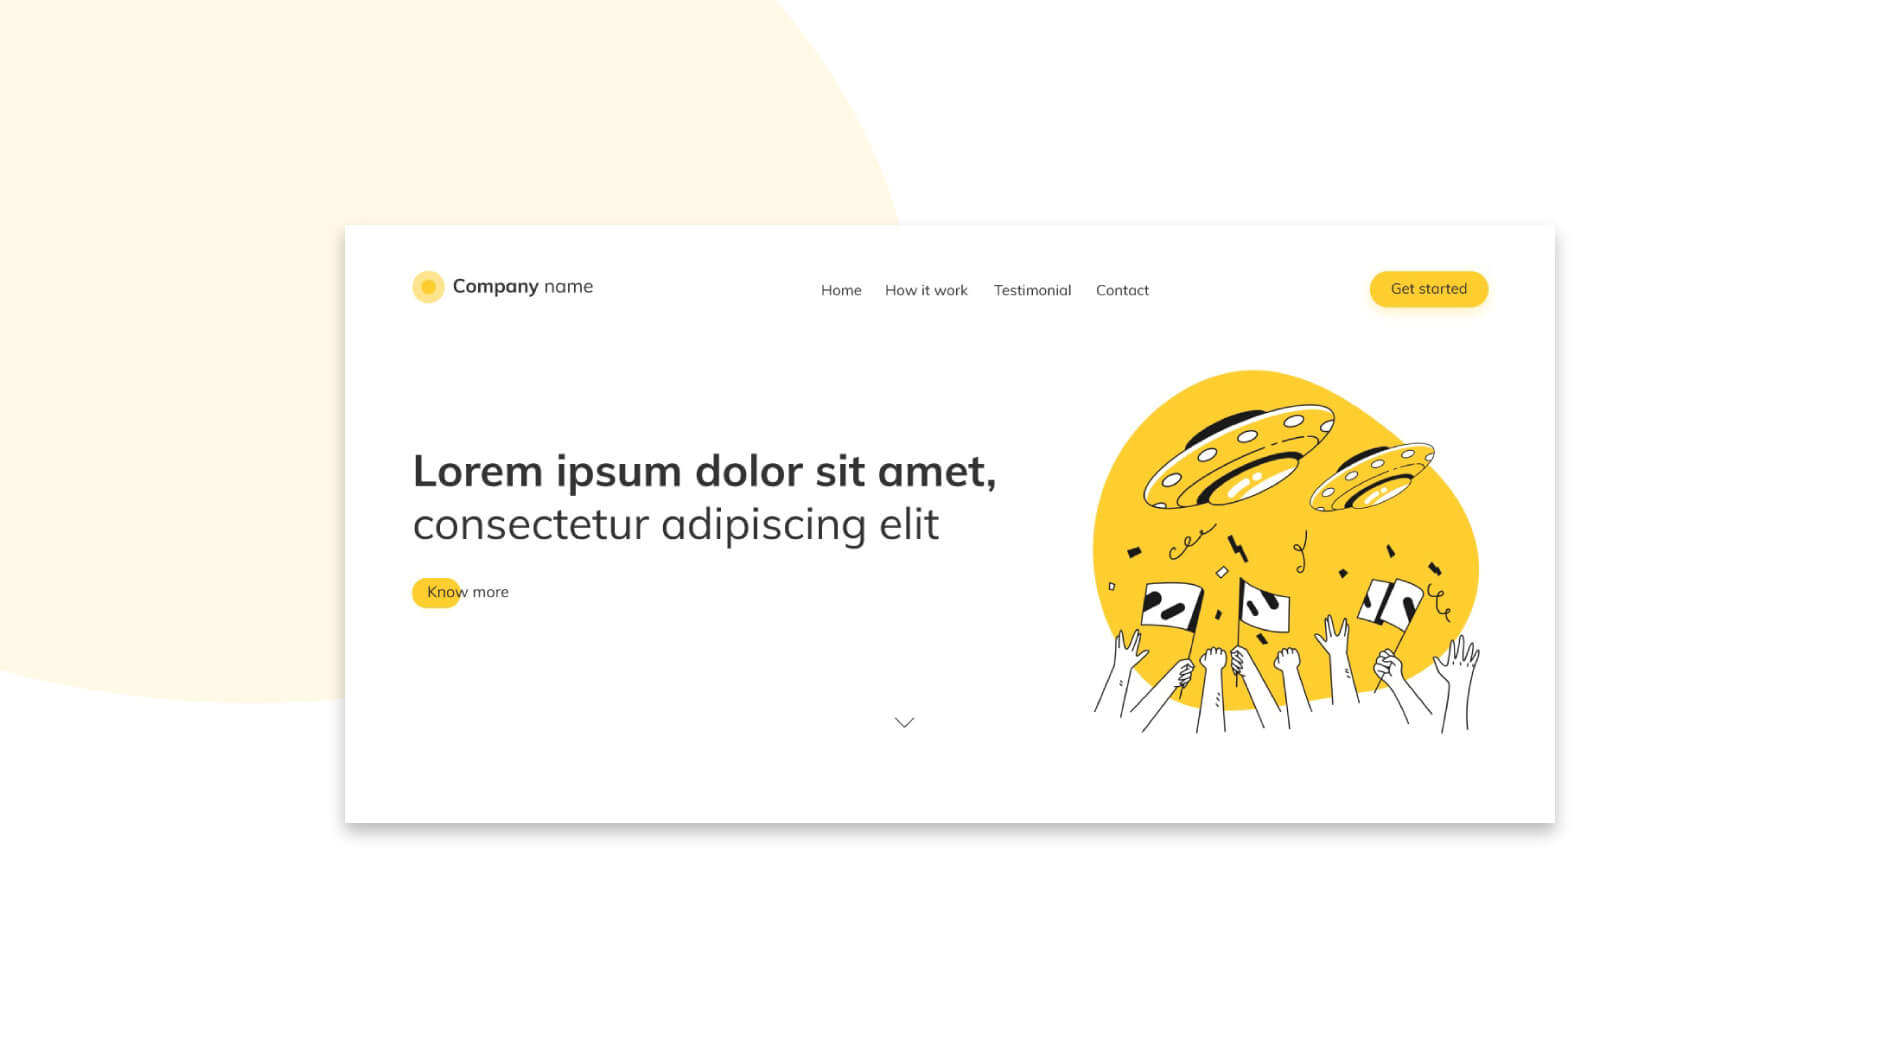 Company name
Home How it work Testimonial Contact
Get started
Lorem ipsum dolor sit amet,
consectetur adipiscing elit
Know more